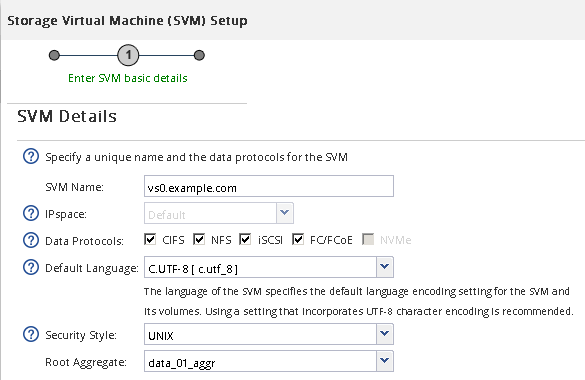 Storage Virtual Machine (SVM) Setup
1
Enter SVM basic details
SVM Details
? Specify a unique name and the data protocols for the SVM
SVM Name: vs0.example.com
? IPspace: Default
? Data Protocols: CIFS NFS iSCSI FC/FCoE NVMe
? Default Language: C.UTF-8 [ c.utf_8 ]
The language of the SVM specifies the default language encoding setting for the SVM and
its volumes. Using a setting that incorporates UTF-8 character encoding is recommended.
? Security Style: UNIX
Root Aggregate: data_01_aggr